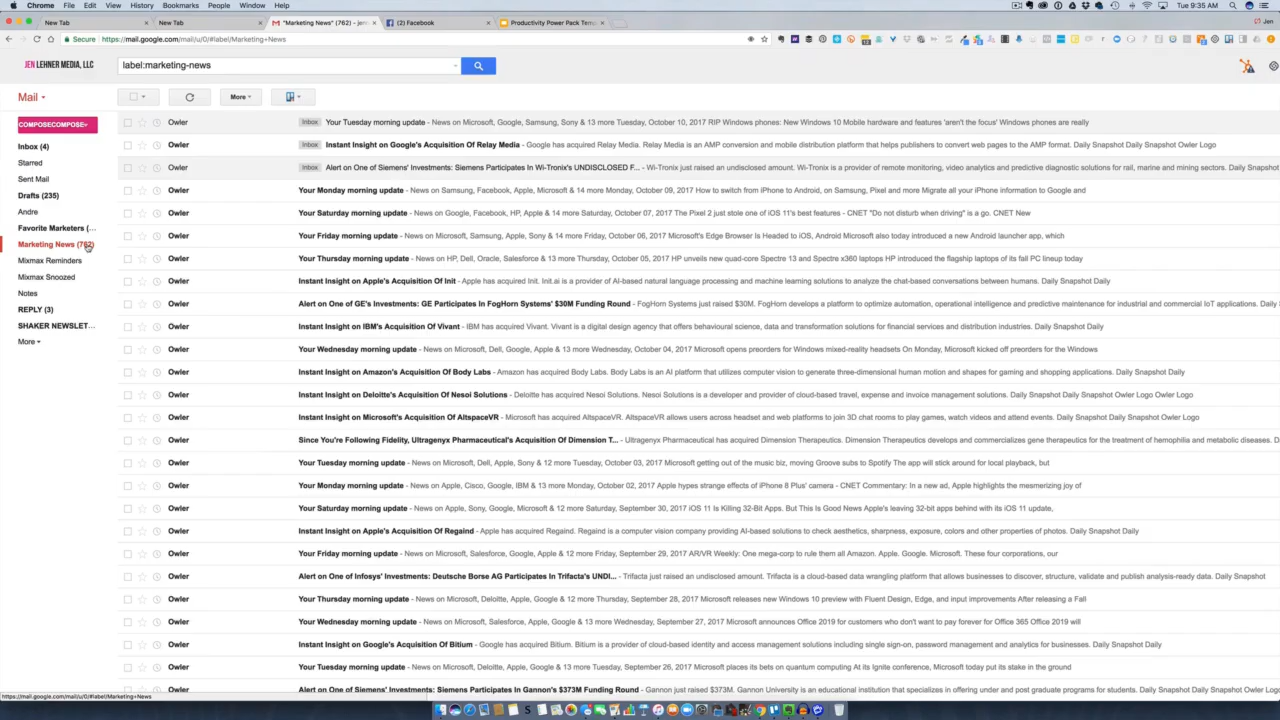 Chrome File Edit View History Bookmarks People Window Help Tue 9:35 AM
New Tab New Tab "Marketing News" (762) - jen (2) Facebook Productivity Power Pack Tem Jen
Secure https://mail.google.com/mail/u/0/#label/Marketing+News
JEN LEHNER MEDIA, LLC label:marketing-news
Mail More
COMPOSECOMPOSE
Inbox (4)
Starred
Sent Mail
Drafts (235)
Andre
Favorite Marketers (...
Marketing News (762)
Mixmax Reminders
Mixmax Snoozed
Notes
REPLY (3)
SHAKER NEWSLET...
More
Owler Inbox Your Tuesday morning update - News on Microsoft, Google, Samsung, Sony & 13 more Tuesday, October 10, 2017 RIP Windows phones: New Windows 10 Mobile hardware and features 'aren't the focus' Windows phones are really
Owler Inbox Instant Insight on Google's Acquisition Of Relay Media - Google has acquired Relay Media. Relay Media is an AMP conversion and mobile distribution platform that helps publishers to convert web pages to the AMP format. Daily Snapshot Daily Snapshot Owler Logo
Owler Inbox Alert on One of Siemens' Investments: Siemens Participates In Wi-Tronix's UNDISCLOSED F... - Wi-Tronix just raised an undisclosed amount. Wi-Tronix is a provider of remote monitoring, video analytics and predictive diagnostic solutions for rail, marine and mining sectors. Daily Snapshot
Owler Your Monday morning update - News on Samsung, Facebook, Apple, Microsoft & 14 more Monday, October 09, 2017 How to switch from iPhone to Android, on Samsung, Pixel and more Migrate all your iPhone information to Google and
Owler Your Saturday morning update - News on Google, Facebook, HP, Apple & 14 more Saturday, October 07, 2017 The Pixel 2 just stole one of iOS 11's best features - CNET "Do not disturb when driving" is a go. CNET New
Owler Your Friday morning update - News on Microsoft, Samsung, Apple, Sony & 14 more Friday, October 06, 2017 Microsoft's Edge Browser Is Headed to iOS, Android Microsoft also today introduced a new Android launcher app, which
Owler Your Thursday morning update - News on HP, Dell, Oracle, Salesforce & 12 more Thursday, October 05, 2017 HP unveils new quad-core Spectre 13 and Spectre x360 laptops HP introduced the flagship laptops of its fall PC lineup today
Owler Instant Insight on Apple's Acquisition Of Init - Apple has acquired Init. Init.ai is a provider of AI-based natural language processing and machine learning solutions to analyze the chat-based conversations between humans. Daily Snapshot
Owler Alert on One of GE's Investments: GE Participates In FogHorn Systems' $30M Funding Round - FogHorn Systems just raised $30M. FogHorn develops a platform to optimize automation, operational intelligence and predictive maintenance for industrial and commercial IoT applications. Daily
Owler Instant Insight on IBM's Acquisition Of Vivant - IBM has acquired Vivant. Vivant is a digital design agency that offers behavioural science, data and transformation solutions for financial services and distribution industries. Daily Snapshot Daily
Owler Your Wednesday morning update - News on Microsoft, Dell, Google, Apple & 13 more Wednesday, October 04, 2017 Microsoft opens preorders for Windows mixed-reality headsets On Monday, Microsoft kicked off preorders for the Windows
Owler Instant Insight on Amazon's Acquisition Of Body Labs - Amazon has acquired Body Labs. Body Labs is an AI platform that utilizes computer vision to generate three-dimensional human motion and shapes for gaming and shopping applications. Daily Snapshot Daily
Owler Instant Insight on Deloitte's Acquisition Of Nesoi Solutions - Deloitte has acquired Nesoi Solutions. Nesoi Solutions is a developer and provider of cloud-based travel, expense and invoice management solutions. Daily Snapshot Daily Snapshot Owler Logo
Owler Instant Insight on Microsoft's Acquisition Of AltspaceVR - Microsoft has acquired AltspaceVR. AltspaceVR allows users across headset and web platforms to join 3D chat rooms to play games, watch videos and attend events. Daily Snapshot Daily Snapshot Owler Logo
Owler Since You're Following Fidelity, Ultragenyx Pharmaceutical's Acquisition Of Dimension T... - Ultragenyx Pharmaceutical has acquired Dimension Therapeutics. Dimension Therapeutics develops and commercializes gene therapeutics for the treatment of hemophilia and metabolic diseases.
Owler Your Tuesday morning update - News on Microsoft, Dell, Apple, Sony & 12 more Tuesday, October 03, 2017 Microsoft getting out of the music biz, moving Groove subs to Spotify The app will stick around for local playback, but
Owler Your Monday morning update - News on Apple, Cisco, Google, IBM & 13 more Monday, October 02, 2017 Apple hypes strange effects of iPhone 8 Plus' camera - CNET Commentary: In a new ad, Apple highlights the mesmerizing joy of
Owler Your Saturday morning update - News on Apple, Sony, Google, Microsoft & 12 more Saturday, September 30, 2017 iOS 11 Is Killing 32-bit Apps. But This Is Good News Apple's leaving 32-bit apps behind with its iOS 11 update,
Owler Instant Insight on Apple's Acquisition Of Regaind - Apple has acquired Regaind. Regaind is a computer vision company providing AI-based solutions to check aesthetics, sharpness, exposure, colors and other properties of photos. Daily Snapshot Daily
Owler Your Friday morning update - News on Microsoft, Salesforce, Google, Apple & 12 more Friday, September 29, 2017 AR/VR Weekly: One mega-corp to rule them all Amazon. Apple. Google. Microsoft. These four corporations, our
Owler Alert on One of Infosys' Investments: Deutsche Borse AG Participates In Trifacta's UNDI... - Trifacta just raised an undisclosed amount. Trifacta is a cloud-based data wrangling platform that allows businesses to discover, structure, validate and publish analysis-ready data. Daily Snapshot
Owler Your Thursday morning update - News on Microsoft, Deloitte, Apple, Google & 12 more Thursday, September 28, 2017 Microsoft releases new Windows 10 preview with Fluent Design, Edge, and input improvements After releasing a Fall
Owler Your Wednesday morning update - News on Microsoft, Salesforce, Apple, Google & 13 more Wednesday, September 27, 2017 Microsoft announces Office 2019 for customers who don't want to pay forever for Office 365 Office 2019 will
Owler Instant Insight on Google's Acquisition Of Bitium - Google has acquired Bitium. Bitium is a provider of cloud-based identity and access management solutions including single sign-on, password management and analytics for businesses. Daily Snapshot Daily
Owler Your Tuesday morning update - News on Microsoft, Deloitte, Apple, Google & 13 more Tuesday, September 26, 2017 Microsoft places its bets on quantum computing At its Ignite conference, Microsoft today put its stake in the ground
Owler Alert on One of Siemens' Investments: Siemens Participates In Gannon's $373M Funding Round - Gannon just raised $373M. Gannon University is an educational institution that specializes in offering under and post graduate programs for students. Daily Snapshot Daily Snapshot Owler Logo
https://mail.google.com/mail/u/0/#label/Marketing+News